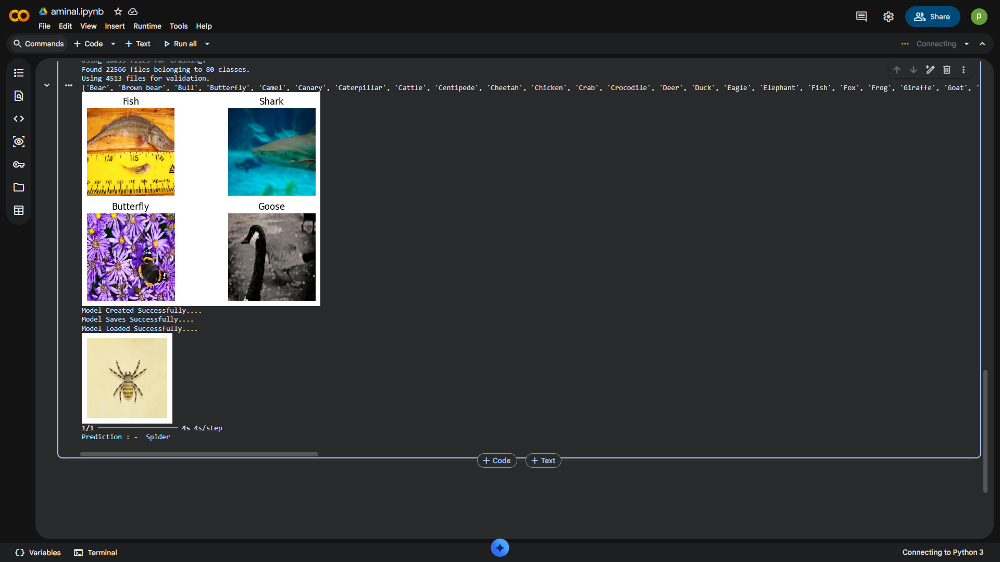 aminal.ipynb
File Edit View Insert Runtime Tools Help
Share
p
Commands + Code + Text Run all
Connecting
Found 22566 files belonging to 80 classes.
Using 4513 files for validation.
['Bear', 'Brown bear', 'Bull', 'Butterfly', 'Camel', 'Canary', 'Caterpillar', 'Cattle', 'Centipede', 'Cheetah', 'Chicken', 'Crab', 'Crocodile', 'Deer', 'Duck', 'Eagle', 'Elephant', 'Fish', 'Fox', 'Frog', 'Giraffe', 'Goat', '
Fish Shark
114 115 116
Butterfly Goose
Model Created Successfully....
Model Saves Successfully....
Model Loaded Successfully....
1/1 4s 4s/step
Prediction : - Spider
+ Code + Text
Variables Terminal
Connecting to Python 3